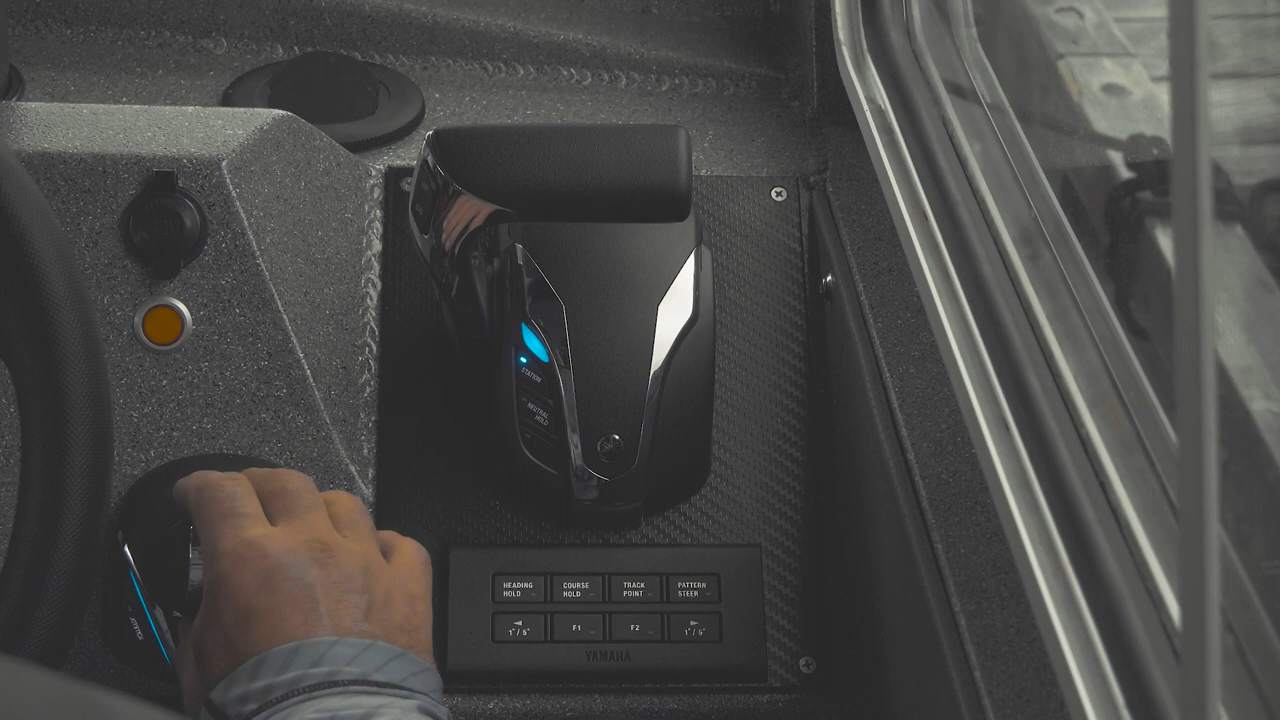 STATION
NEUTRAL
HOLD
HEADING
HOLD
COURSE
HOLD
TRACK
POINT
PATTERN
STEER
◄
1°/5°
F1
F2
►
1°/5°
YAMAHA